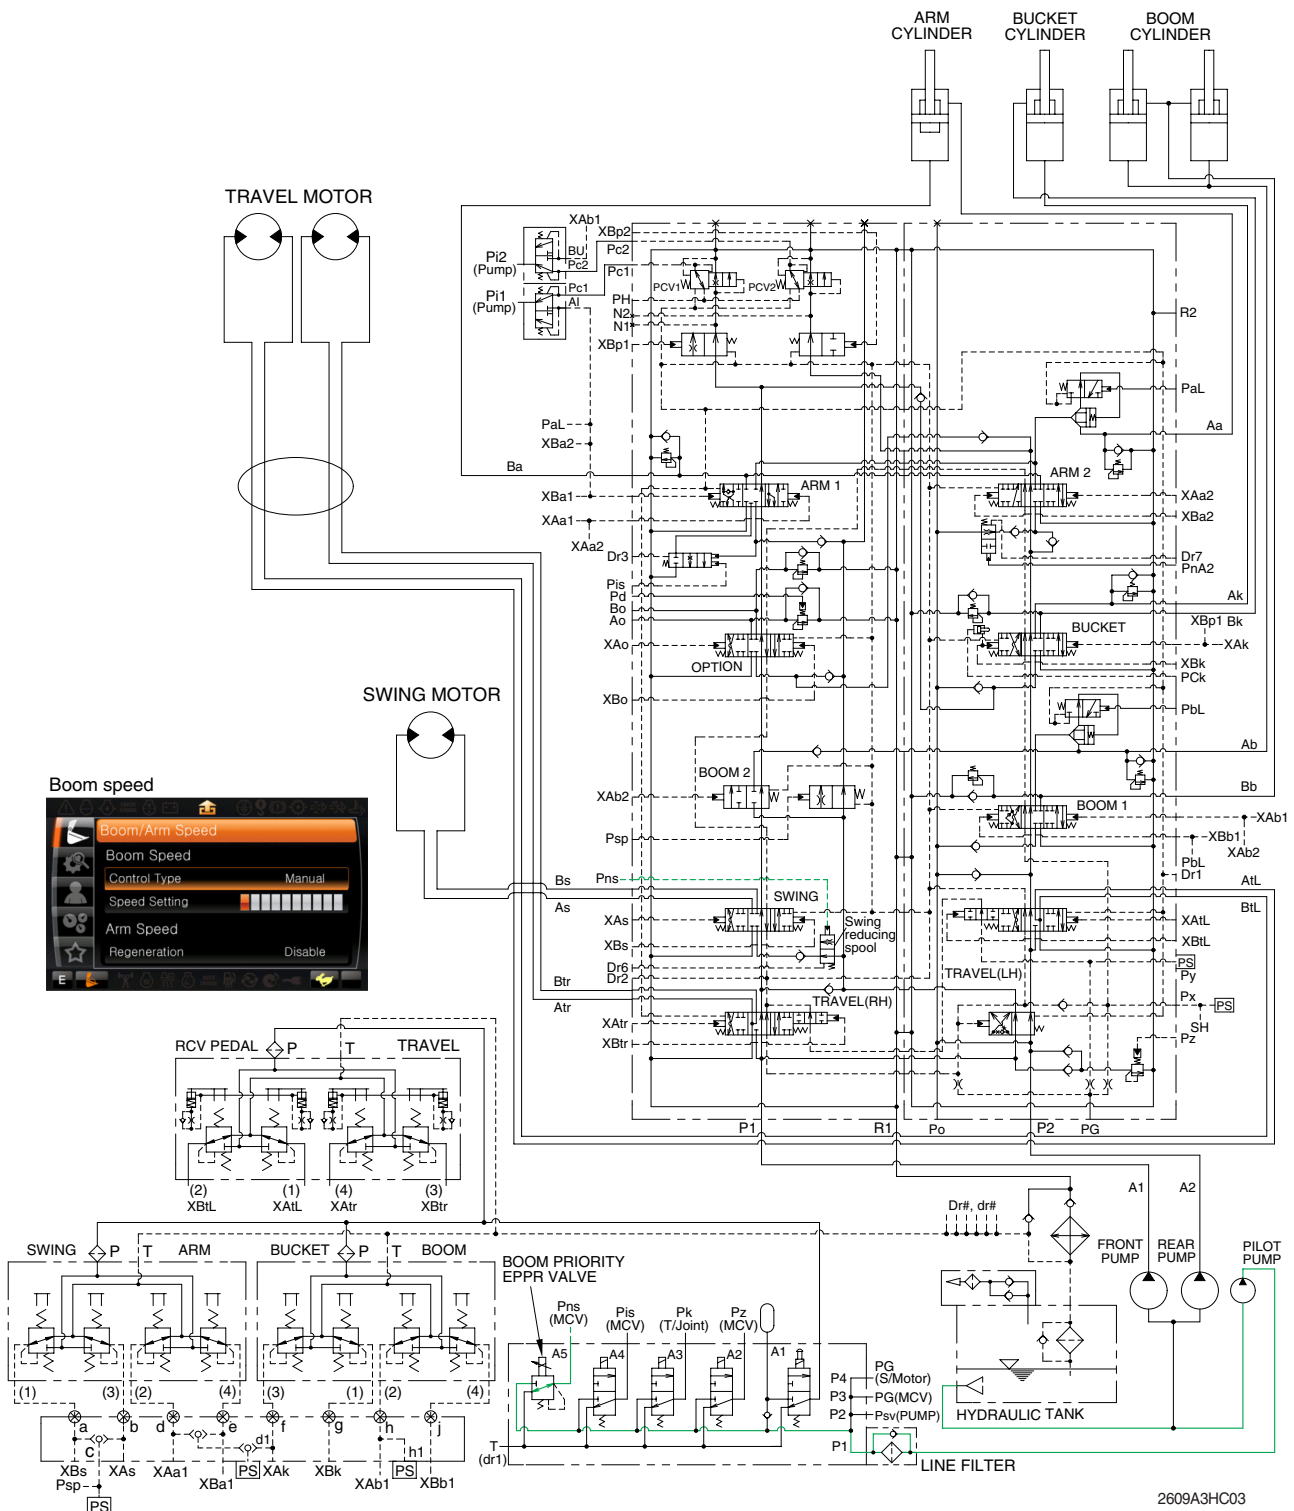 ARM
CYLINDER
BUCKET
CYLINDER
BOOM
CYLINDER
TRAVEL MOTOR
XAb1
XBp2
BU
Pc2
Pc2
Pi2
(Pump)
Pc1
Pc1
Pi1
(Pump)
AI
PCV1
PCV2
PH
N2
N1
XBp1
R2
PaL
Aa
PaL
XBa2
Ba
ARM 1
ARM 2
XBa1
XAa2
XAa1
XBa2
XAa2
Dr3
Dr7
PnA2
Pis
Pd
Bo
Ao
Ak
XBp1 Bk
BUCKET
XAo
XAk
OPTION
XBk
PCk
XBo
PbL
SWING MOTOR
Ab
BOOM 2
Bb
XAb2
BOOM 1
XAb1
XBb1
XAb2
Psp
PbL
Dr1
Boom speed
Boom/Arm Speed
Boom Speed
Control Type Manual
Speed Setting
Arm Speed
Regeneration Disable
E
Bs
Pns
As
AtL
BtL
SWING
XAs
Swing
reducing
spool
XAtL
XBs
XBtL
Dr6
Dr2
TRAVEL(LH)
PS
Py
Btr
Atr
TRAVEL(RH)
Px
PS
SH
XAtr
XBtr
Pz
RCV PEDAL
P
T
TRAVEL
P1
R1
Po
P2
PG
(2)
XBtL
(1)
XAtL
(4)
XAtr
(3)
XBtr
A1
A2
Dr#, dr#
FRONT
PUMP
REAR
PUMP
PILOT
PUMP
SWING
P
T
ARM
BUCKET
P
T
BOOM
BOOM PRIORITY
EPPR VALVE
Pns
(MCV)
Pis
(MCV)
Pk
(T/Joint)
Pz
(MCV)
A5
A4
A3
A2
A1
PG
P4
(S/Motor)
P3
PG(MCV)
P2
Psv(PUMP)
P1
T
(dr1)
LINE FILTER
HYDRAULIC TANK
(1)
(3)
(2)
(4)
(3)
(1)
(2)
(4)
a
b
d
e
f
g
h
j
c
d1
h1
XBs
XAs
XAa1
XBa1
PS
XAk
XBk
XAb1
PS
XBb1
Psp
PS
2609A3HC03